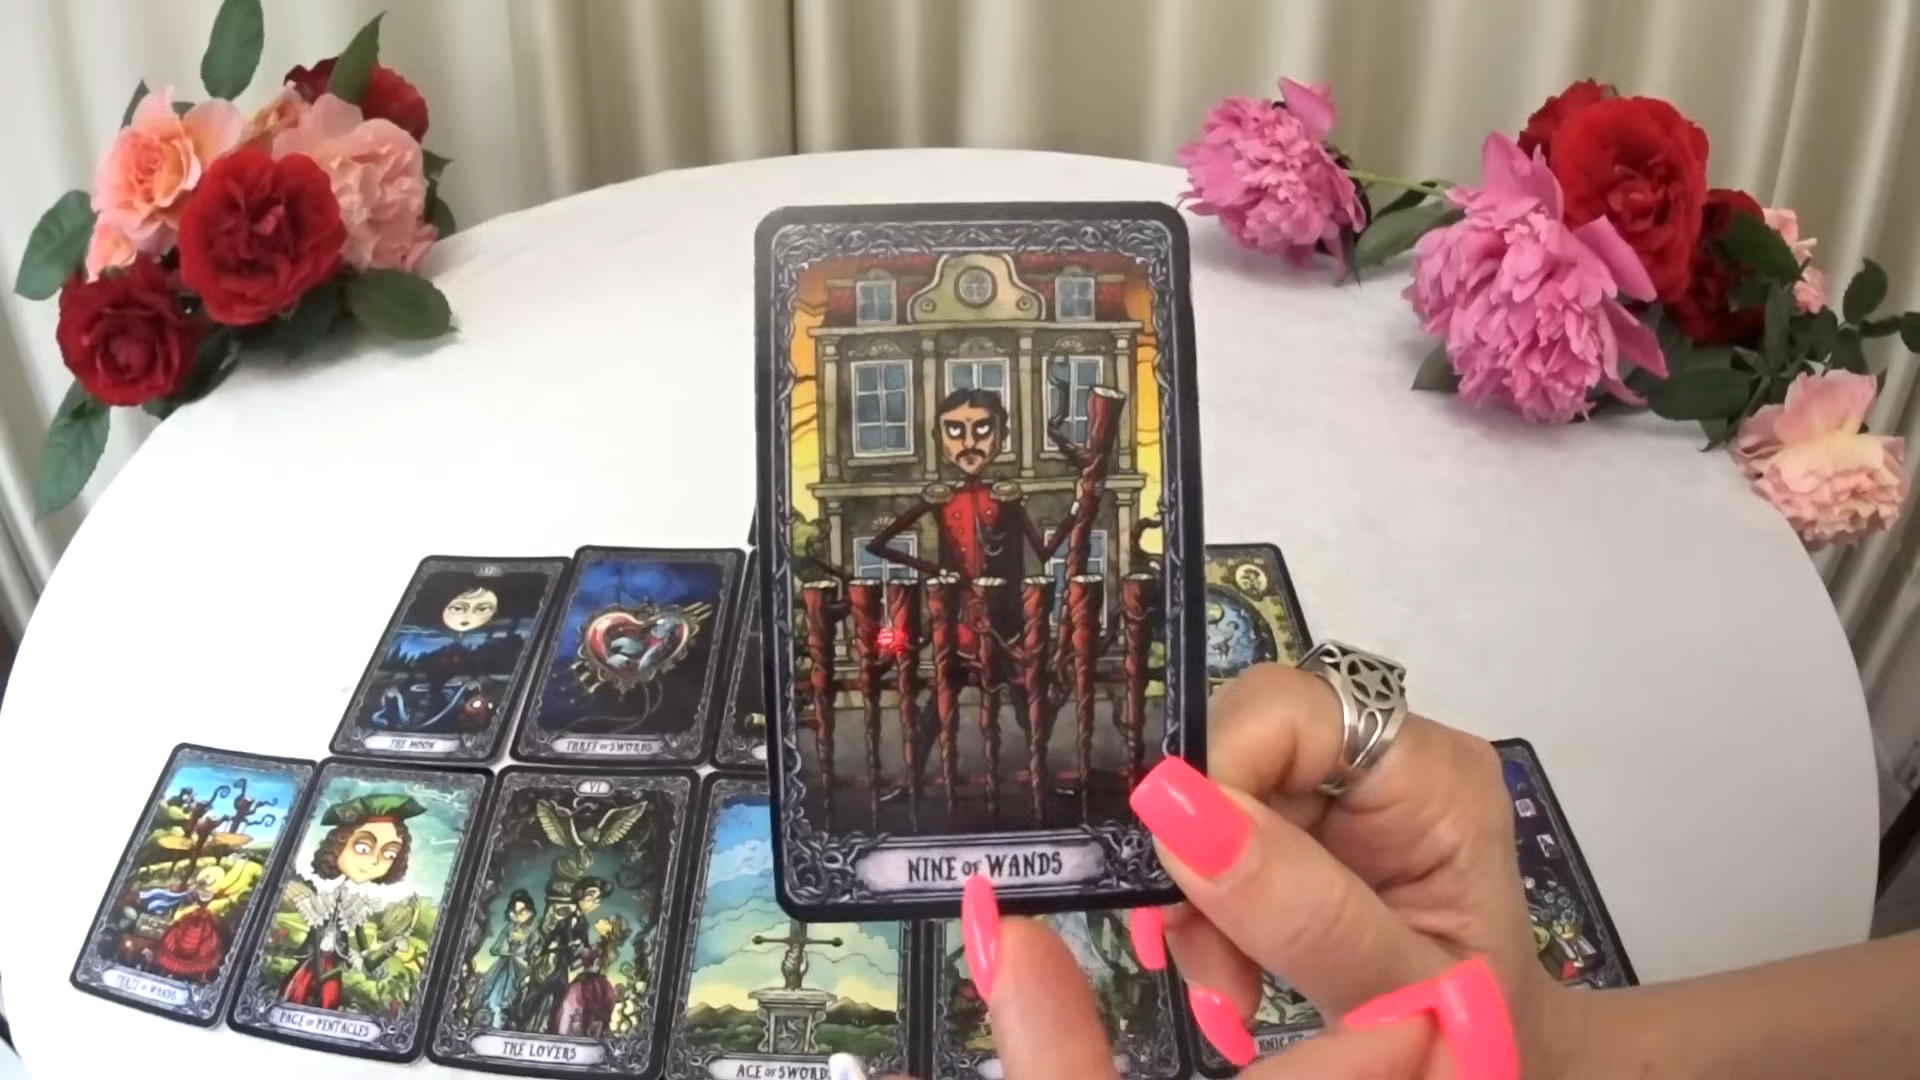 NINE OF WANDS
THE MOON
THREE OF SWORDS
THREE OF WANDS
PAGE OF PENTACLES
VI
THE LOVERS
ACE OF SWORDS
KNIGHT